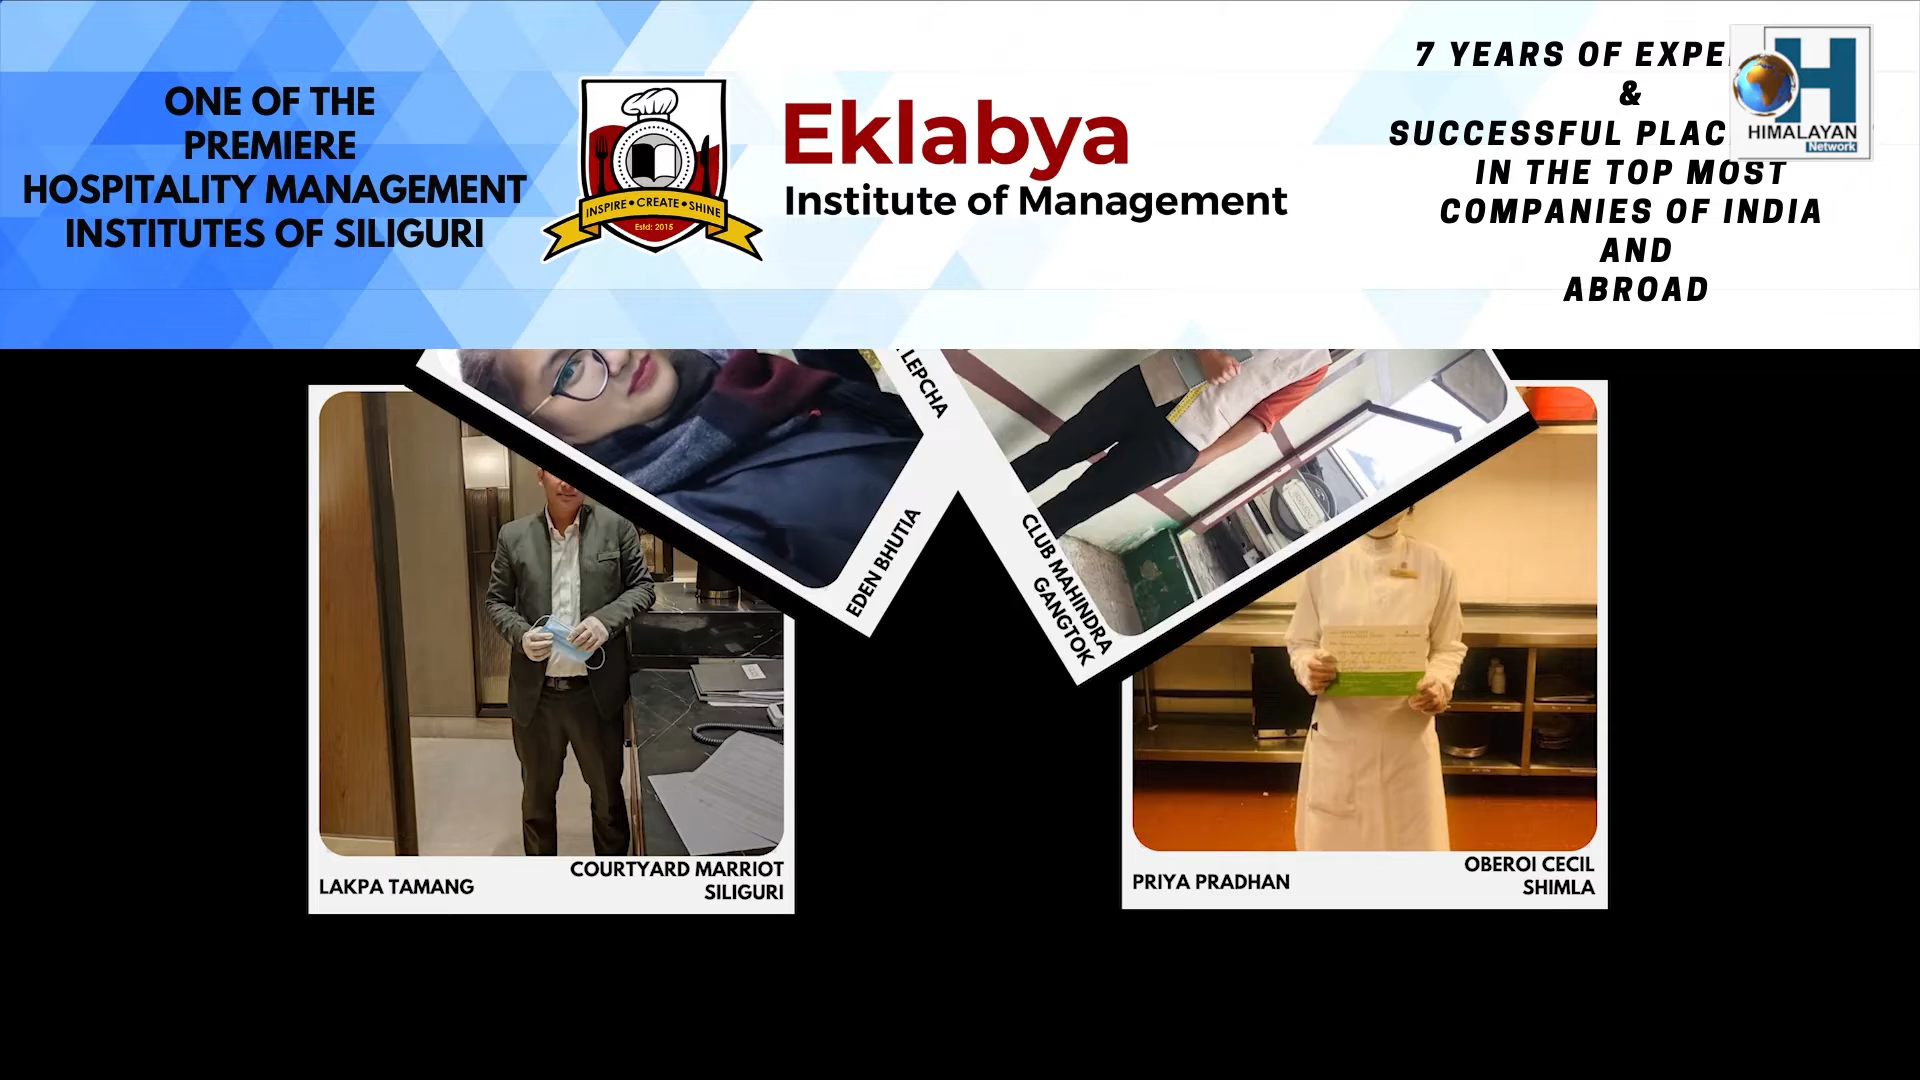 ONE OF THE
PREMIERE
HOSPITALITY MANAGEMENT
INSTITUTES OF SILIGURI
INSPIRE • CREATE • SHINE
Estd: 2015
Eklabya
Institute of Management
7 YEARS OF EXPE
&
SUCCESSFUL PLAC
IN THE TOP MOST
COMPANIES OF INDIA
AND
ABROAD
HIMALAYAN
Network
LEPCHA
EDEN BHUTIA
CLUB MAHINDRA
GANGTOK
LAKPA TAMANG
COURTYARD MARRIOT
SILIGURI
PRIYA PRADHAN
OBEROI CECIL
SHIMLA